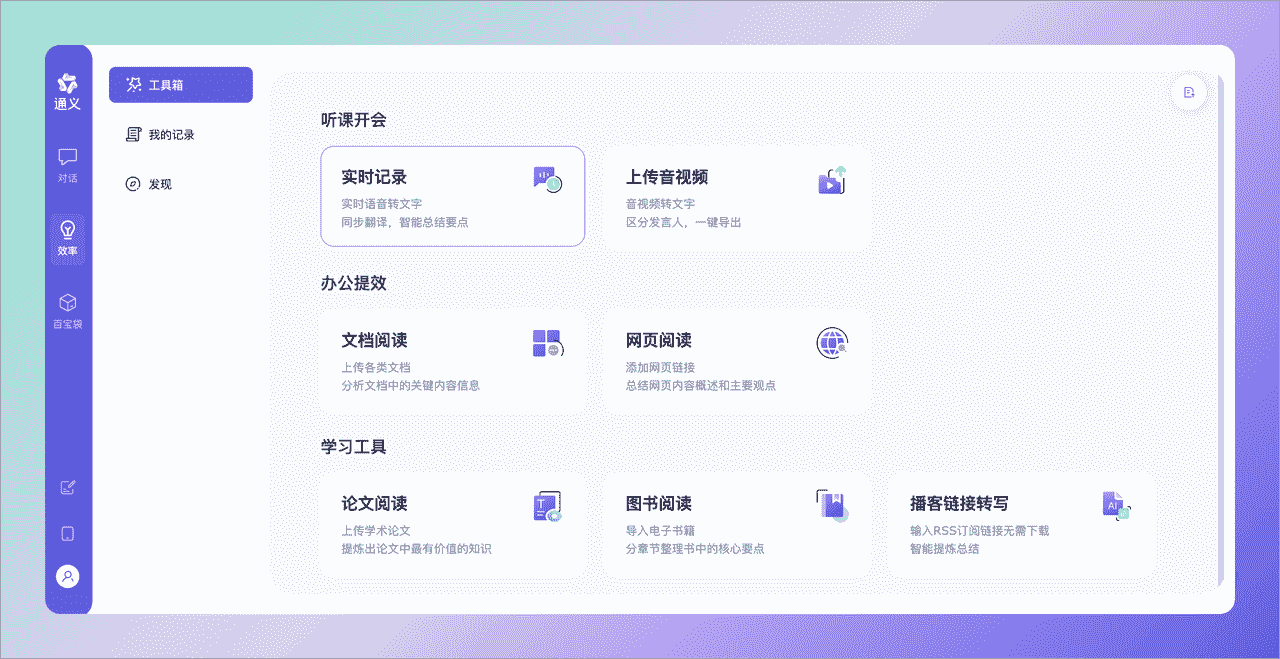 通义
对话
效率
百宝袋
工具箱
我的记录
发现
听课开会
实时记录
实时语音转文字
同步翻译，智能总结要点
上传音视频
音视频转文字
区分发言人，一键导出
办公提效
文档阅读
上传各类文档
分析文档中的关键内容信息
网页阅读
添加网页链接
总结网页内容概述和主要观点
学习工具
论文阅读
上传学术论文
提炼出论文中最有价值的知识
图书阅读
导入电子书籍
分章节整理书中的核心要点
播客链接转写
输入RSS订阅链接无需下载
智能提炼总结
T
AI